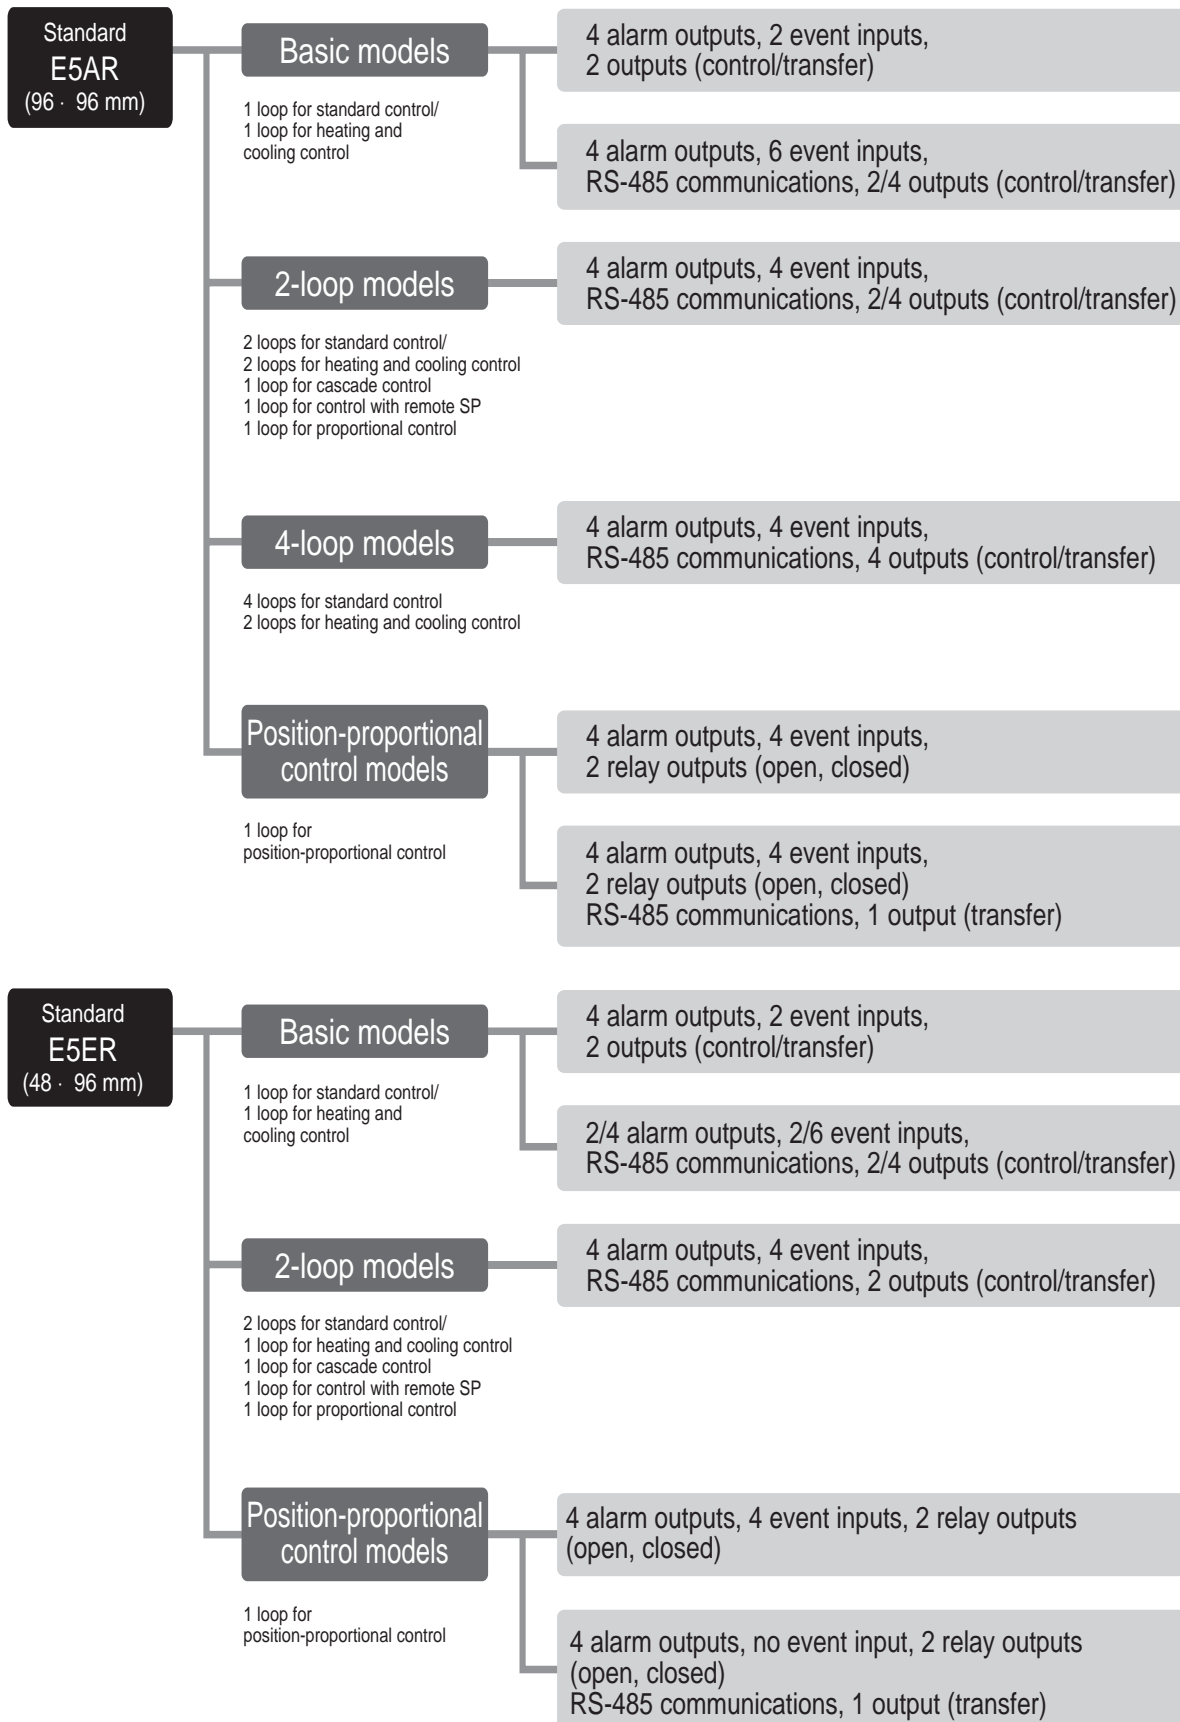 Standard
E5AR
(96 · 96 mm)
Basic models
1 loop for standard control/
1 loop for heating and
cooling control
4 alarm outputs, 2 event inputs,
2 outputs (control/transfer)
4 alarm outputs, 6 event inputs,
RS-485 communications, 2/4 outputs (control/transfer)
2-loop models
2 loops for standard control/
2 loops for heating and cooling control
1 loop for cascade control
1 loop for control with remote SP
1 loop for proportional control
4 alarm outputs, 4 event inputs,
RS-485 communications, 2/4 outputs (control/transfer)
4-loop models
4 loops for standard control
2 loops for heating and cooling control
4 alarm outputs, 4 event inputs,
RS-485 communications, 4 outputs (control/transfer)
Position-proportional
control models
1 loop for
position-proportional control
4 alarm outputs, 4 event inputs,
2 relay outputs (open, closed)
4 alarm outputs, 4 event inputs,
2 relay outputs (open, closed)
RS-485 communications, 1 output (transfer)
Standard
E5ER
(48 · 96 mm)
Basic models
1 loop for standard control/
1 loop for heating and
cooling control
4 alarm outputs, 2 event inputs,
2 outputs (control/transfer)
2/4 alarm outputs, 2/6 event inputs,
RS-485 communications, 2/4 outputs (control/transfer)
2-loop models
2 loops for standard control/
1 loop for heating and cooling control
1 loop for cascade control
1 loop for control with remote SP
1 loop for proportional control
4 alarm outputs, 4 event inputs,
RS-485 communications, 2 outputs (control/transfer)
Position-proportional
control models
1 loop for
position-proportional control
4 alarm outputs, 4 event inputs, 2 relay outputs
(open, closed)
4 alarm outputs, no event input, 2 relay outputs
(open, closed)
RS-485 communications, 1 output (transfer)